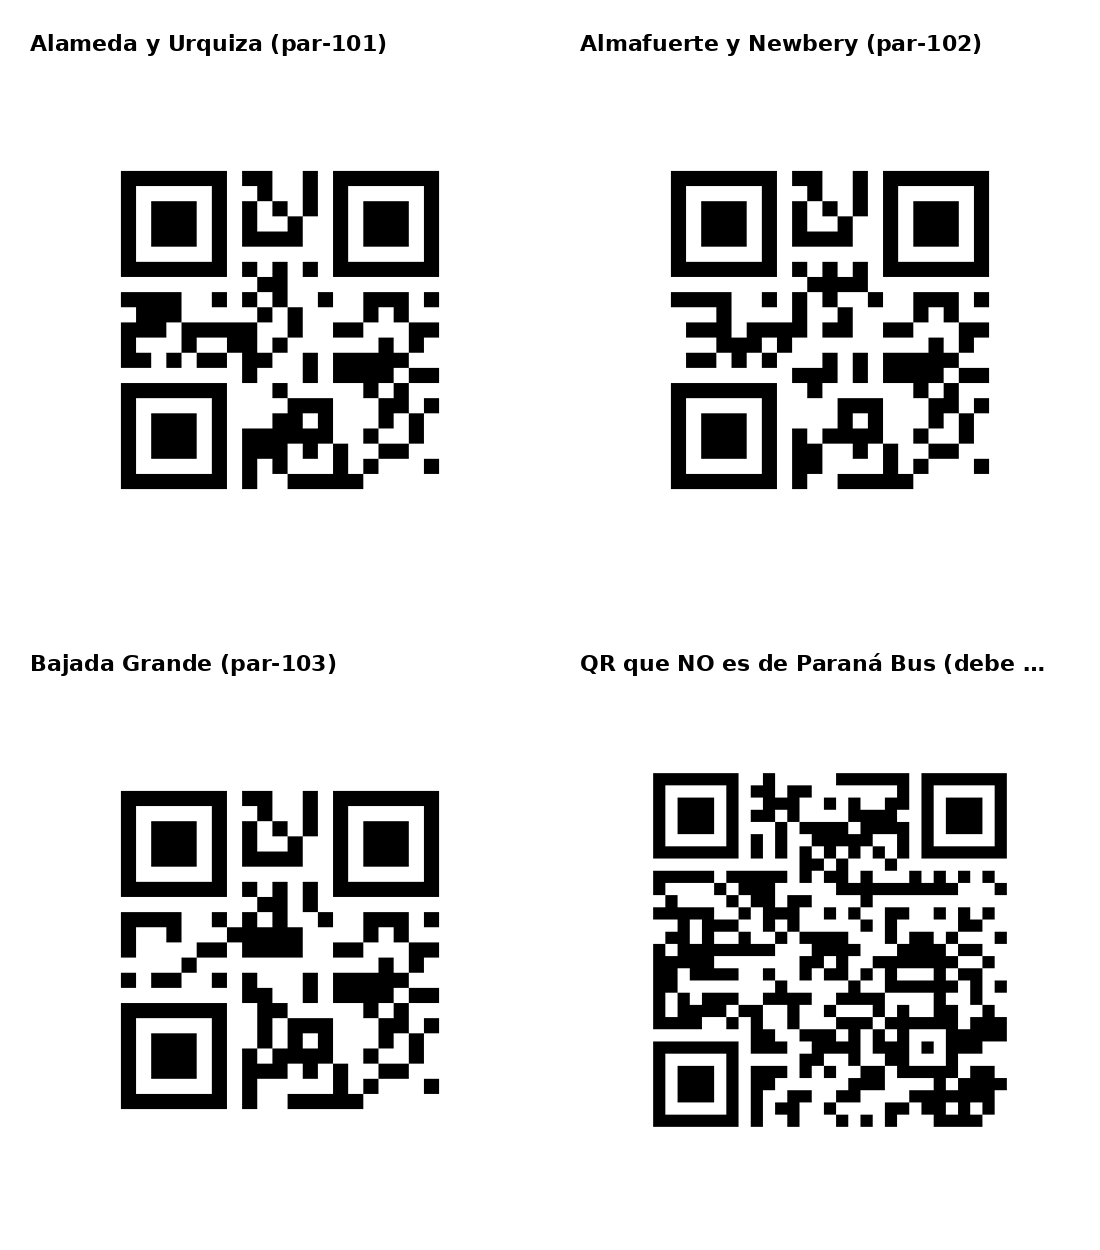 Alameda y Urquiza (par-101)
Almafuerte y Newbery (par-102)
Bajada Grande (par-103)
QR que NO es de Paraná Bus (debe ...